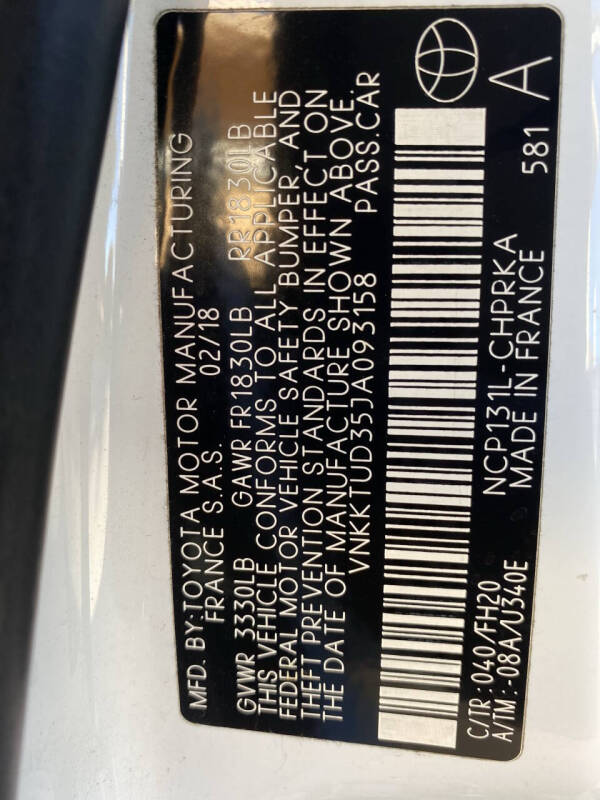 MFD. BY:TOYOTA MOTOR MANUFACTURING
FRANCE S.A.S. 02/18
GVWR 3330LB GAWR FR1830LB RR1830LB
THIS VEHICLE CONFORMS TO ALL APPLICABLE
FEDERAL MOTOR VEHICLE SAFETY BUMPER, AND
THEFT PREVENTION STANDARDS IN EFFECT ON
THE DATE OF MANUFACTURE SHOWN ABOVE.
VNKKTUD35JA093158 PASS.CAR
C/TR:040/FH20 NCP131L-CHPRKA 581
A/TM:-08A/U340E MADE IN FRANCE A